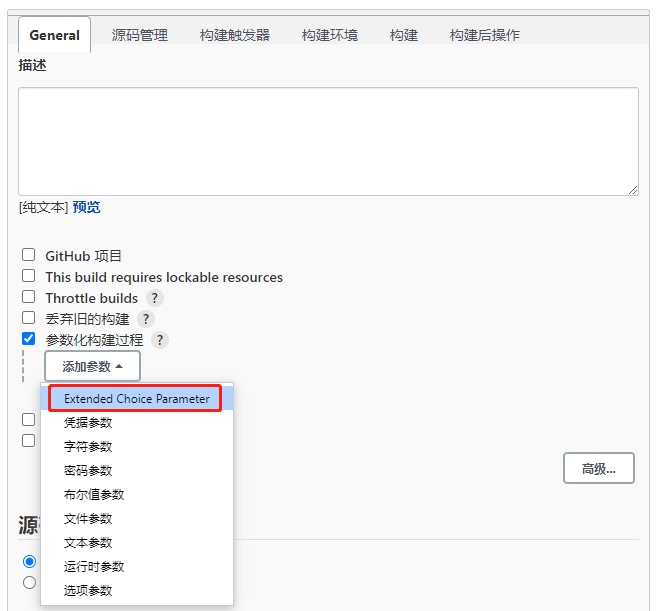 General 源码管理 构建触发器 构建环境 构建 构建后操作
描述
[纯文本] 预览
GitHub 项目
This build requires lockable resources
Throttle builds ?
丢弃旧的构建 ?
参数化构建过程 ?
添加参数
Extended Choice Parameter
凭据参数
字符参数
密码参数
高级...
布尔值参数
文件参数
源
文本参数
运行时参数
选项参数